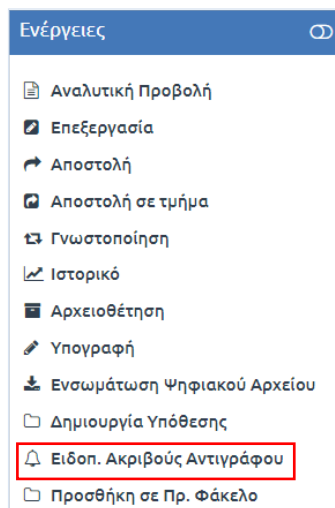 Ενέργειες
Αναλυτική Προβολή
Επεξεργασία
Αποστολή
Αποστολή σε τμήμα
Γνωστοποίηση
Ιστορικό
Αρχειοθέτηση
Υπογραφή
Ενσωμάτωση Ψηφιακού Αρχείου
Δημιουργία Υπόθεσης
Ειδοπ. Ακριβούς Αντιγράφου
Προσθήκη σε Πρ. Φάκελο